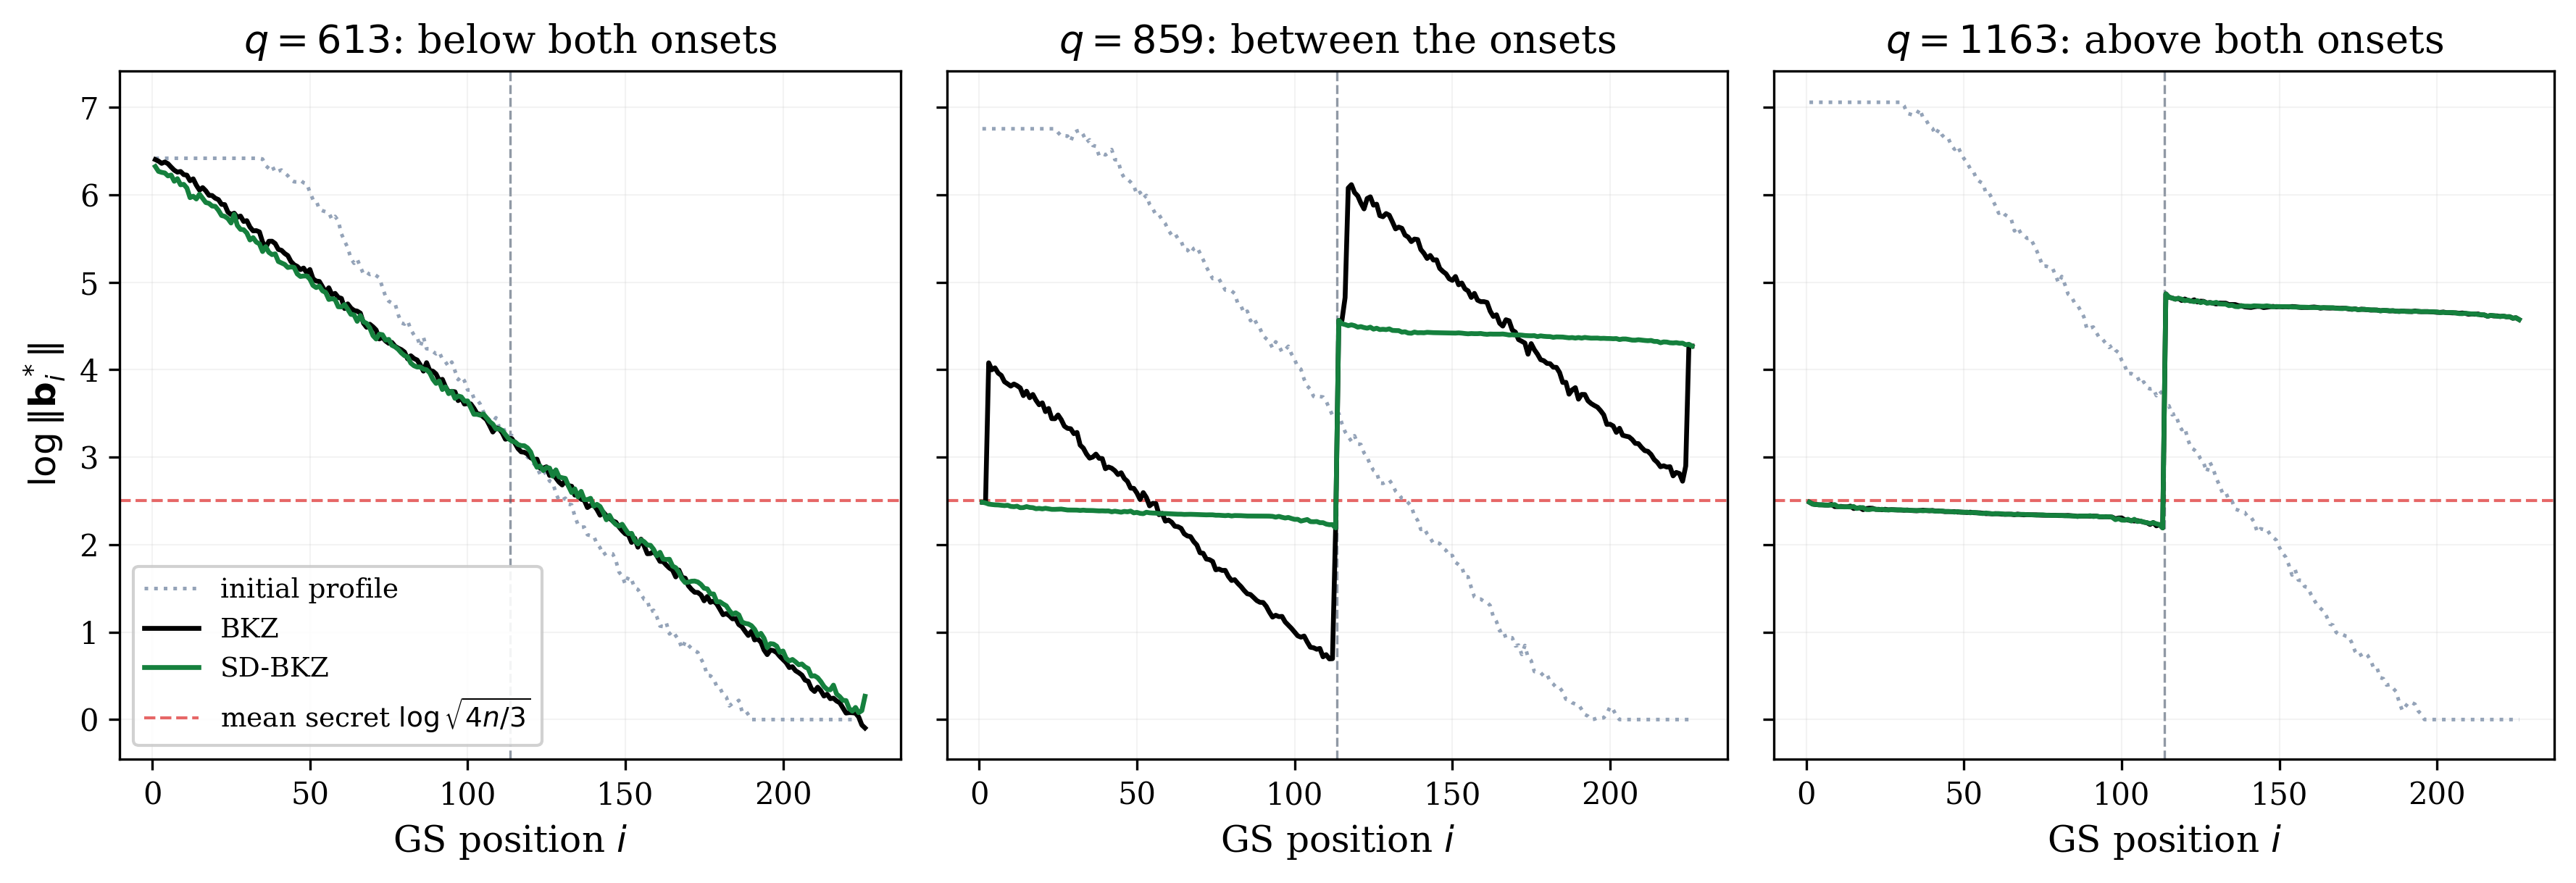 q = 613: below both onsets
q = 859: between the onsets
q = 1163: above both onsets
log ‖b*ᵢ‖
7
6
5
4
3
2
1
0
initial profile
BKZ
SD-BKZ
mean secret log √4n/3
0 50 100 150 200
0 50 100 150 200
0 50 100 150 200
GS position i
GS position i
GS position i